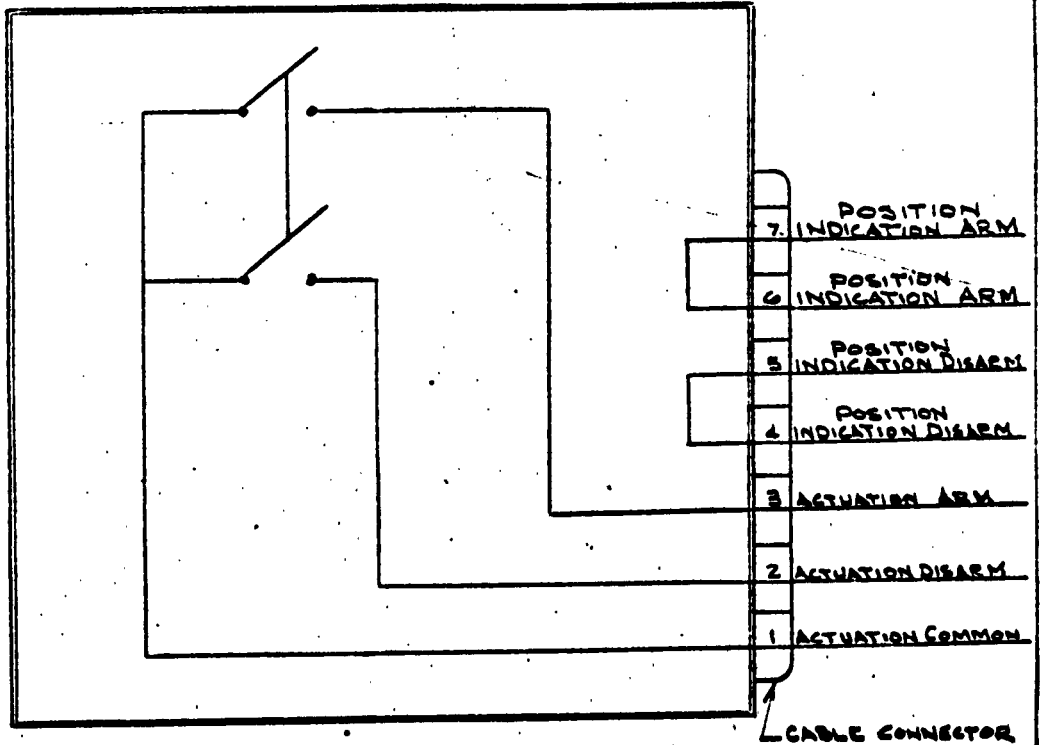 POSITION
7. INDICATION ARM
POSITION
6 INDICATION ARM
POSITION
5 INDICATION DISARM
POSITION
4 INDICATION DISARM
3 ACTUATION ARM
2 ACTUATION DISARM
1 ACTUATION COMMON
CABLE CONNECTOR